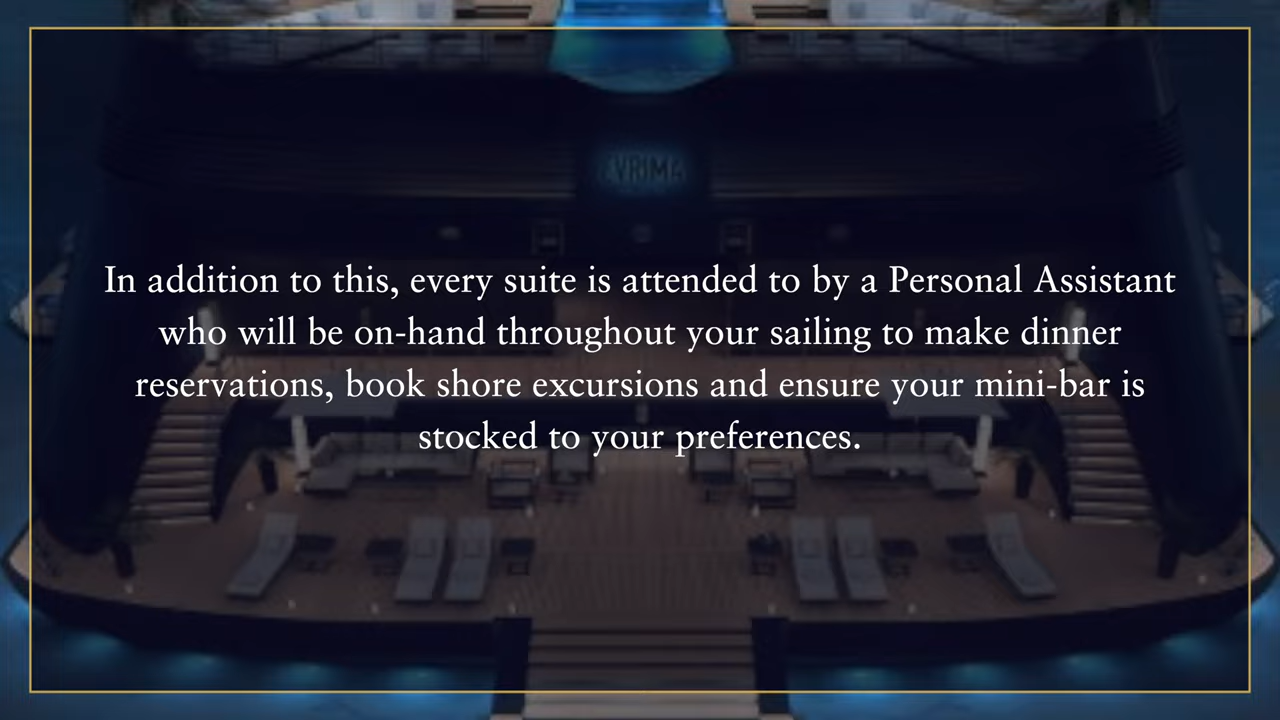 EVRIMA
In addition to this, every suite is attended to by a Personal Assistant
who will be on-hand throughout your sailing to make dinner
reservations, book shore excursions and ensure your mini-bar is
stocked to your preferences.